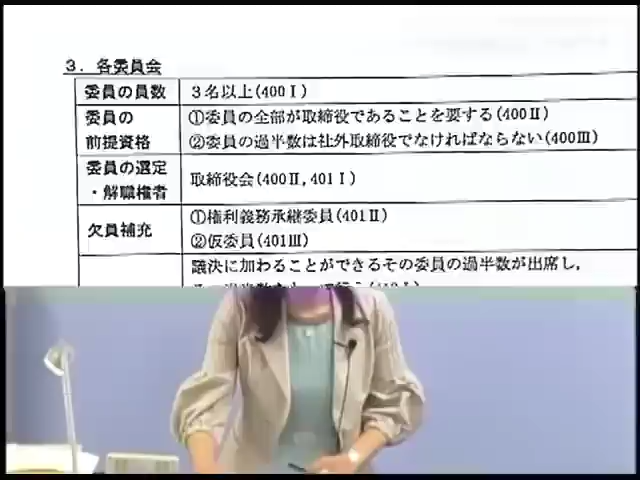 3．各委員会
委員の員数 3名以上(400Ⅰ)
委員の前提資格 ①委員の全部が取締役であることを要する(400Ⅱ)
②委員の過半数は社外取締役でなければならない(400Ⅲ)
委員の選定・解職権者 取締役会(400Ⅱ,401Ⅰ)
欠員補充 ①権利義務承継委員(401Ⅱ)
②仮委員(401Ⅲ)
議決に加わることができるその委員の過半数が出席し，